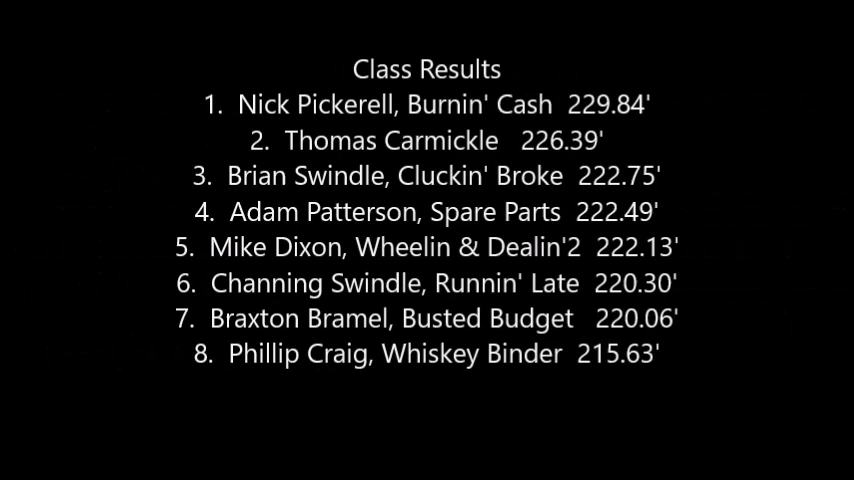 Class Results
1. Nick Pickerell, Burnin' Cash 229.84'
2. Thomas Carmickle 226.39'
3. Brian Swindle, Cluckin' Broke 222.75'
4. Adam Patterson, Spare Parts 222.49'
5. Mike Dixon, Wheelin & Dealin'2 222.13'
6. Channing Swindle, Runnin' Late 220.30'
7. Braxton Bramel, Busted Budget 220.06'
8. Phillip Craig, Whiskey Binder 215.63'